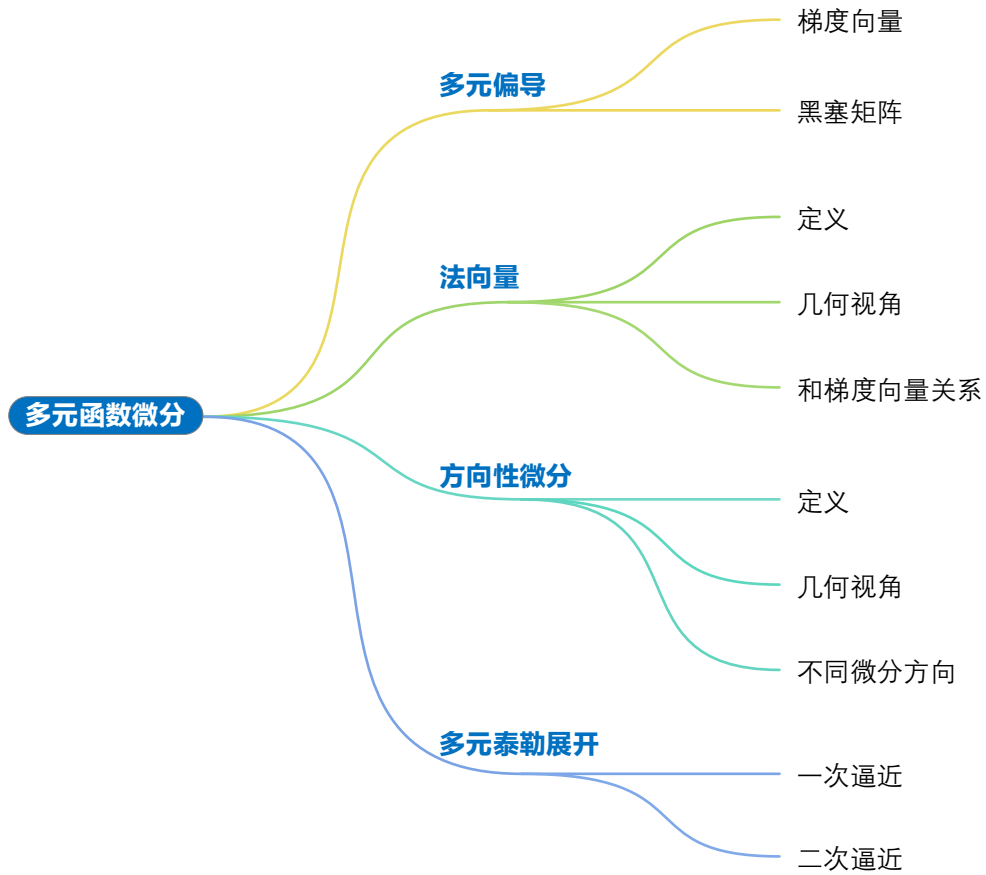 多元函数微分
多元偏导
梯度向量
黑塞矩阵
法向量
定义
几何视角
和梯度向量关系
方向性微分
定义
几何视角
不同微分方向
多元泰勒展开
一次逼近
二次逼近